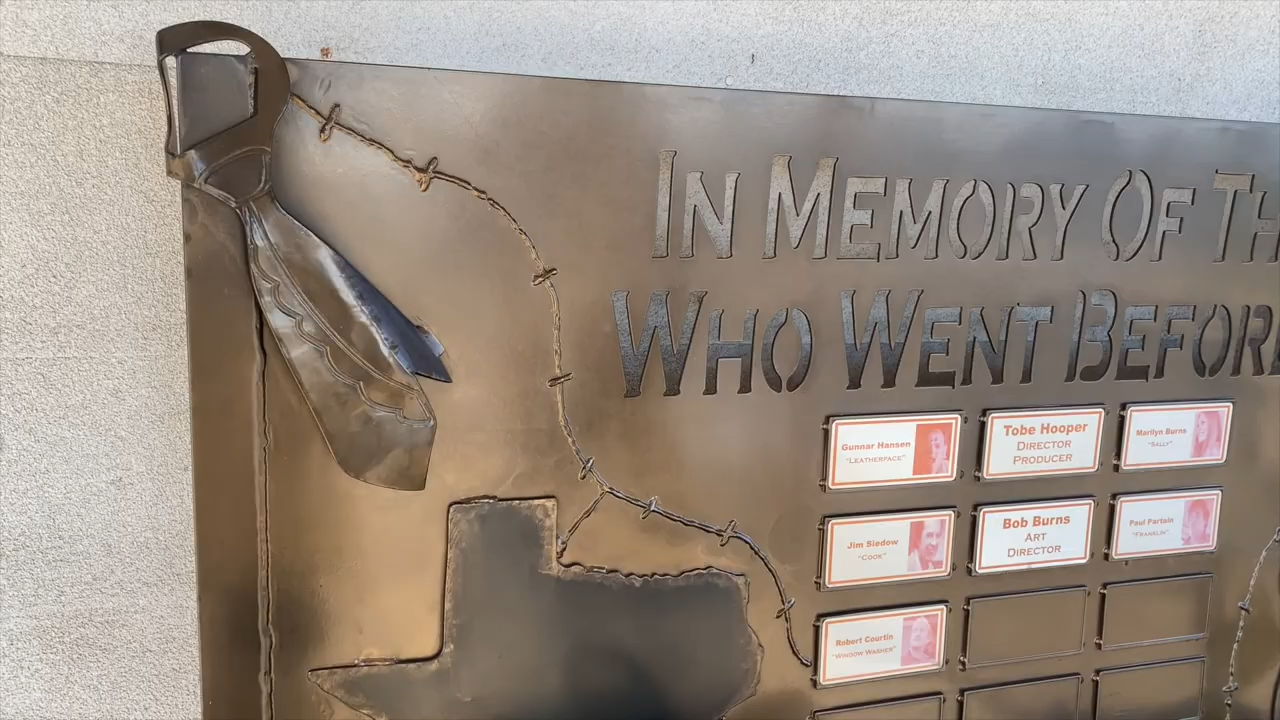 IN MEMORY OF TH
WHO WENT BEFORE
Gunnar Hansen
"LEATHERFACE"
Tobe Hooper
DIRECTOR
PRODUCER
Marilyn Burns
"SALLY"
Jim Siedow
"COOK"
Bob Burns
ART
DIRECTOR
Paul Partain
"FRANKLIN"
Robert Courtin
"WINDOW WASHER"